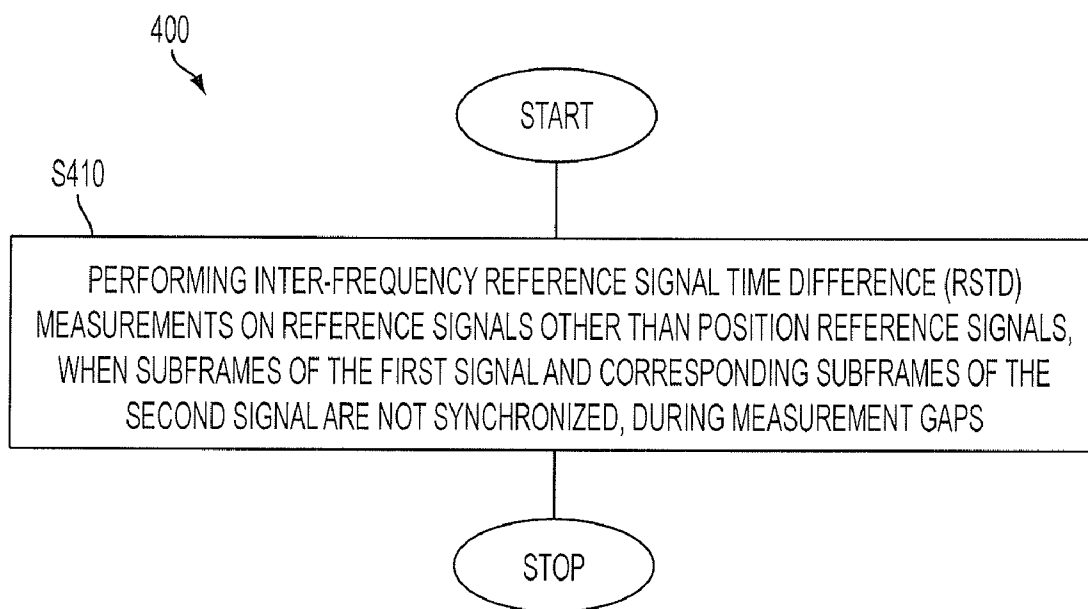 400
START
S410
PERFORMING INTER-FREQUENCY REFERENCE SIGNAL TIME DIFFERENCE (RSTD)
MEASUREMENTS ON REFERENCE SIGNALS OTHER THAN POSITION REFERENCE SIGNALS,
WHEN SUBFRAMES OF THE FIRST SIGNAL AND CORRESPONDING SUBFRAMES OF THE
SECOND SIGNAL ARE NOT SYNCHRONIZED, DURING MEASUREMENT GAPS
STOP